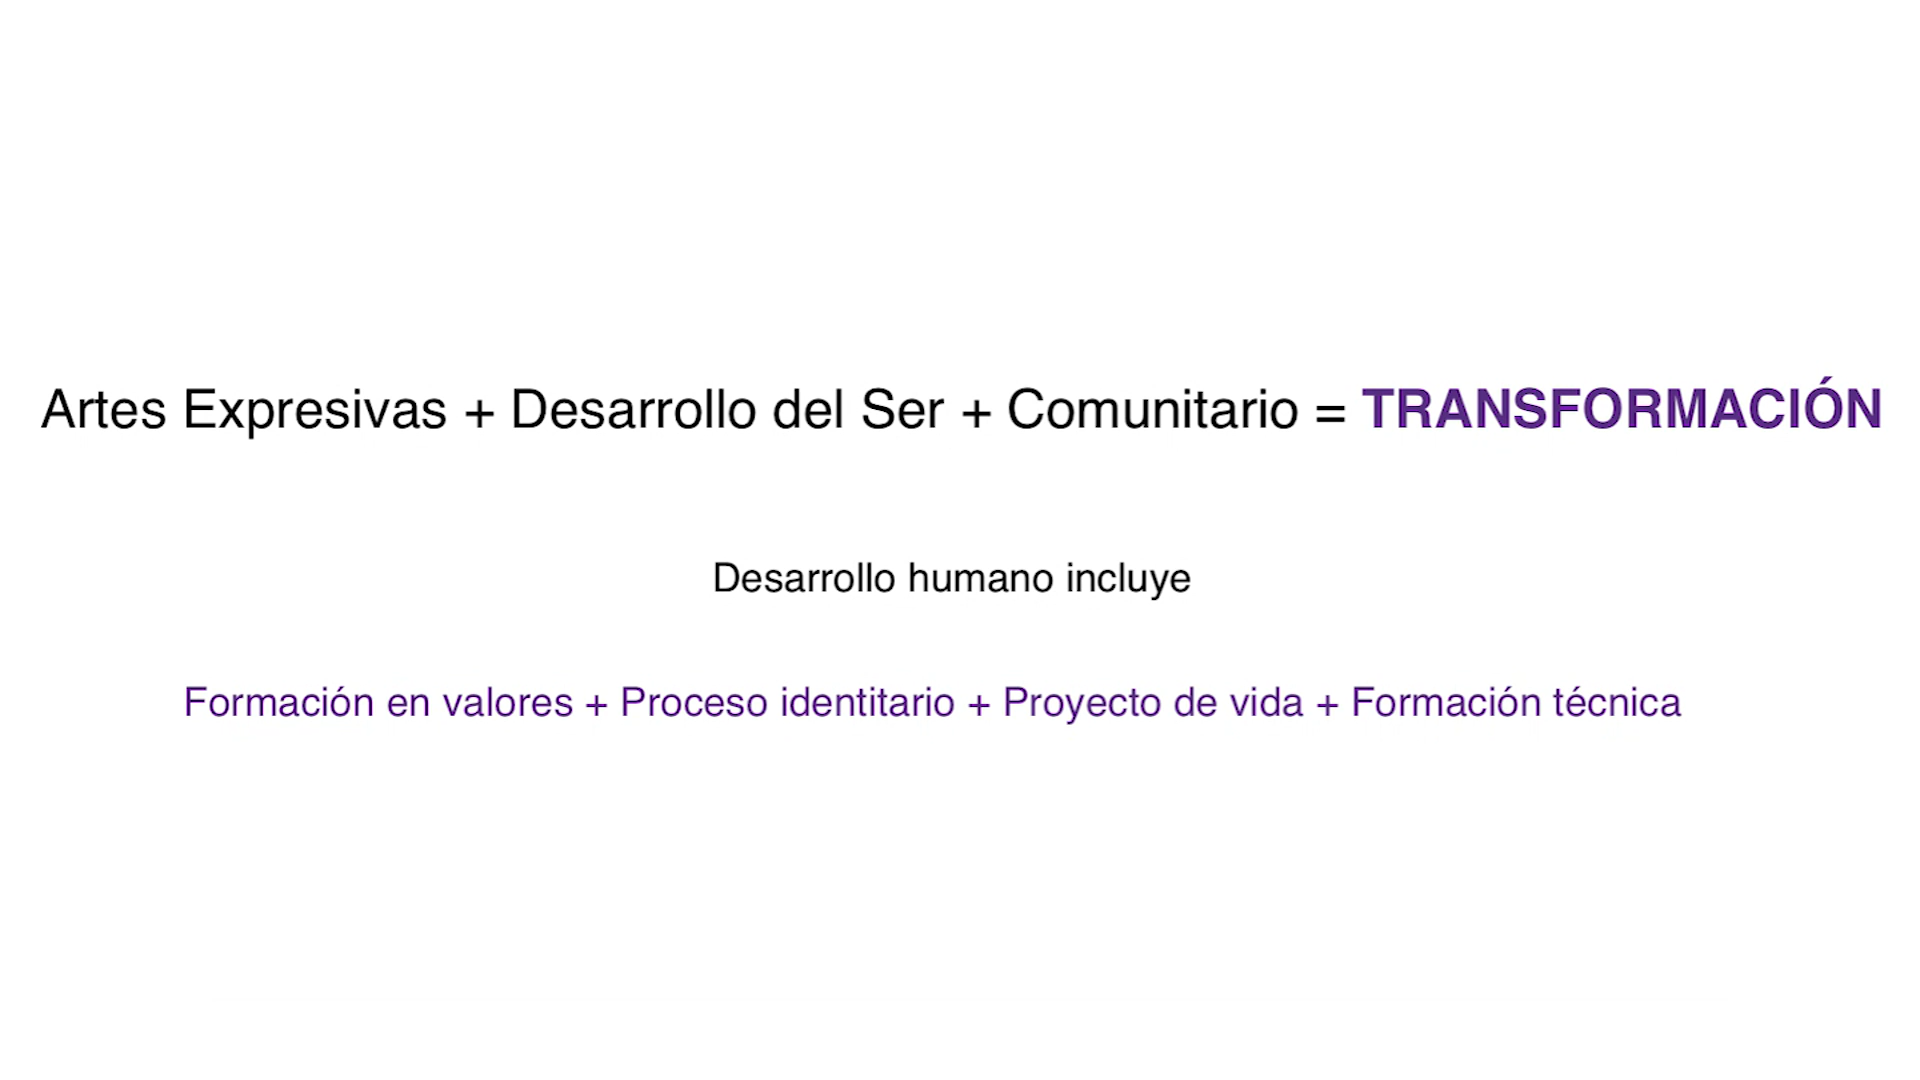 Artes Expresivas + Desarrollo del Ser + Comunitario = TRANSFORMACIÓN
Desarrollo humano incluye
Formación en valores + Proceso identitario + Proyecto de vida + Formación técnica